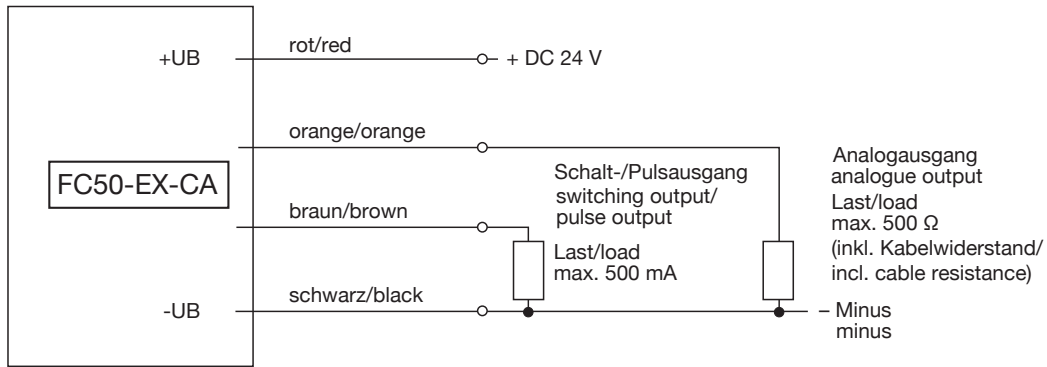 +UB
rot/red
+ DC 24 V
orange/orange
FC50-EX-CA
Schalt-/Pulsausgang
switching output/
pulse output
Analogausgang
analogue output
Last/load
max. 500 Ω
(inkl. Kabelwiderstand/
incl. cable resistance)
braun/brown
Last/load
max. 500 mA
-UB
schwarz/black
Minus
minus